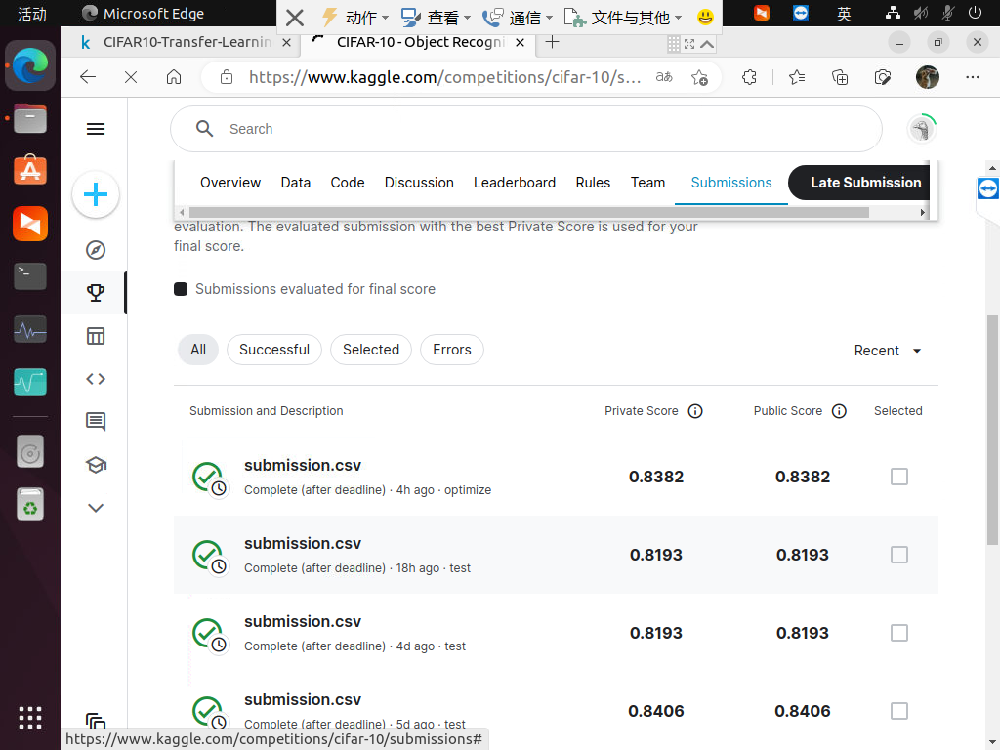 活动
Microsoft Edge
动作
查看
通信
文件与其他
英
CIFAR10-Transfer-Learnin
CIFAR-10 - Object Recogni
https://www.kaggle.com/competitions/cifar-10/s...
Search
Overview
Data
Code
Discussion
Leaderboard
Rules
Team
Submissions
Late Submission
evaluation. The evaluated submission with the best Private Score is used for your
final score.
Submissions evaluated for final score
All
Successful
Selected
Errors
Recent
Submission and Description
Private Score
Public Score
Selected
submission.csv
Complete (after deadline) · 4h ago · optimize
0.8382
0.8382
submission.csv
Complete (after deadline) · 18h ago · test
0.8193
0.8193
submission.csv
Complete (after deadline) · 4d ago · test
0.8193
0.8193
submission.csv
Complete (after deadline) · 5d ago · test
0.8406
0.8406
https://www.kaggle.com/competitions/cifar-10/submissions#